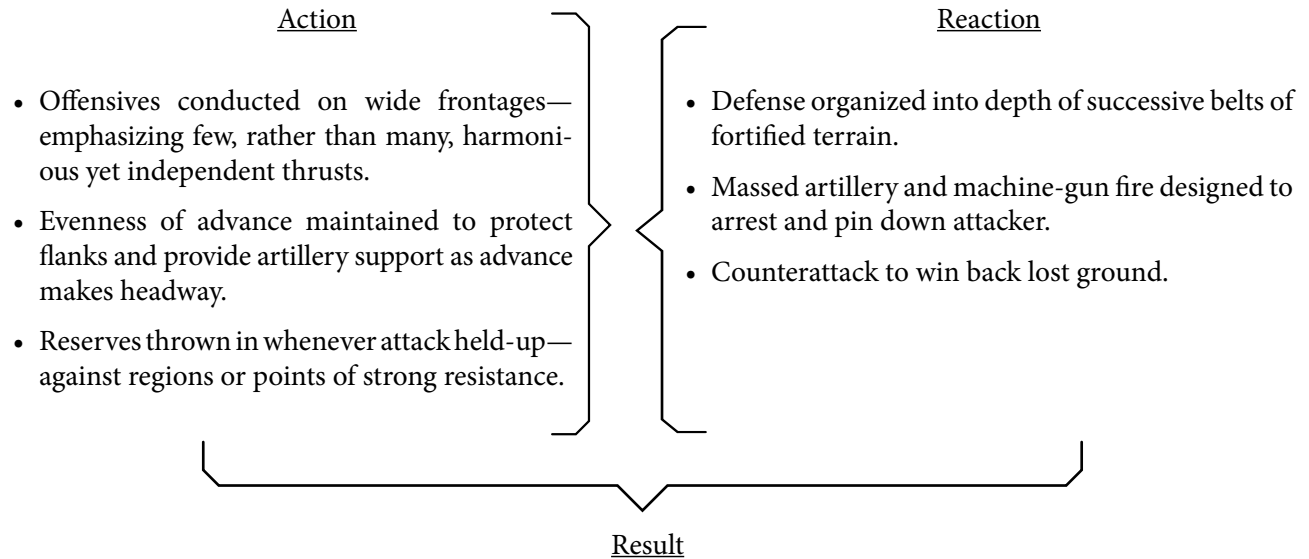 Action
• Offensives conducted on wide frontages—
emphasizing few, rather than many, harmoni-
ous yet independent thrusts.
• Evenness of advance maintained to protect
flanks and provide artillery support as advance
makes headway.
• Reserves thrown in whenever attack held-up—
against regions or points of strong resistance.
Reaction
• Defense organized into depth of successive belts of
fortified terrain.
• Massed artillery and machine-gun fire designed to
arrest and pin down attacker.
• Counterattack to win back lost ground.
Result